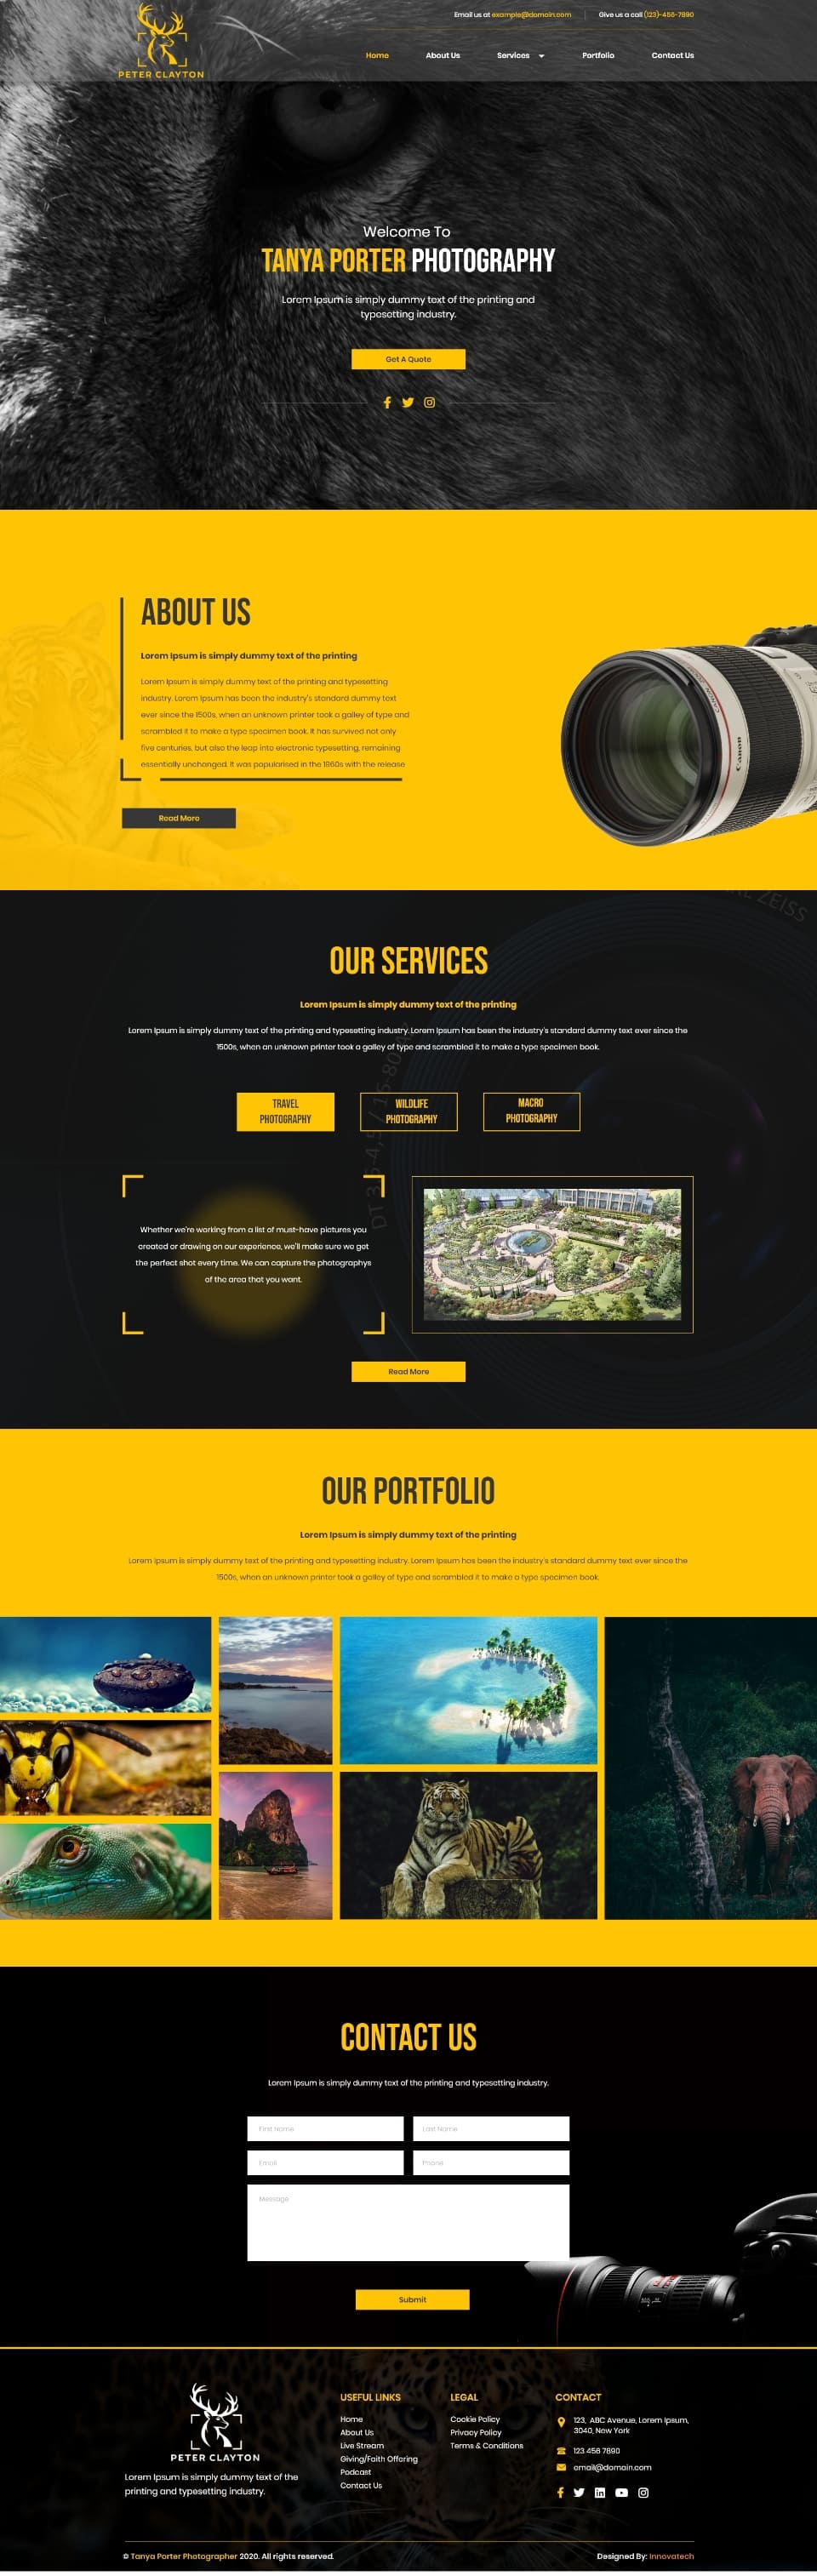 Email us at example@domain.com
Give us a call (123)-456-7890
PETER CLAYTON
Home
About Us
Services
Portfolio
Contact Us
Welcome To
TANYA PORTER PHOTOGRAPHY
Lorem Ipsum is simply dummy text of the printing and
typesetting industry.
Get A Quote
ABOUT US
Lorem Ipsum is simply dummy text of the printing
Lorem Ipsum is simply dummy text of the printing and typesetting
industry. Lorem Ipsum has been the industry's standard dummy text
ever since the 1500s, when an unknown printer took a galley of type and
scrambled it to make a type specimen book. It has survived not only
five centuries, but also the leap into electronic typesetting, remaining
essentially unchanged. It was popularised in the 1960s with the release
Canon
Read More
ZEISS
OUR SERVICES
Lorem Ipsum is simply dummy text of the printing
Lorem Ipsum is simply dummy text of the printing and typesetting industry. Lorem Ipsum has been the industry's standard dummy text ever since the
1500s, when an unknown printer took a galley of type and scrambled it to make a type specimen book.
TRAVEL
PHOTOGRAPHY
WILDLIFE
PHOTOGRAPHY
MACRO
PHOTOGRAPHY
Whether we're working from a list of must-have pictures you
created or drawing on our experience, we'll make sure we get
the perfect shot every time. We can capture the photographys
of the area that you want.
Read More
OUR PORTFOLIO
Lorem Ipsum is simply dummy text of the printing
Lorem Ipsum is simply dummy text of the printing and typesetting industry. Lorem Ipsum has been the industry's standard dummy text ever since the
1500s, when an unknown printer took a galley of type and scrambled it to make a type specimen book.
CONTACT US
Lorem Ipsum is simply dummy text of the printing and typesetting industry.
First Name
Last Name
Email
Phone
Message
Submit
PETER CLAYTON
Lorem Ipsum is simply dummy text of the
printing and typesetting industry.
USEFUL LINKS
Home
About Us
Live Stream
Giving/Faith Offering
Podcast
Contact Us
LEGAL
Cookie Policy
Privacy Policy
Terms & Conditions
CONTACT
123, ABC Avenue, Lorem Ipsum,
3040, New York
123 456 7890
email@domain.com
© Tanya Porter Photographer 2020. All rights reserved.
Designed By: Innovatech